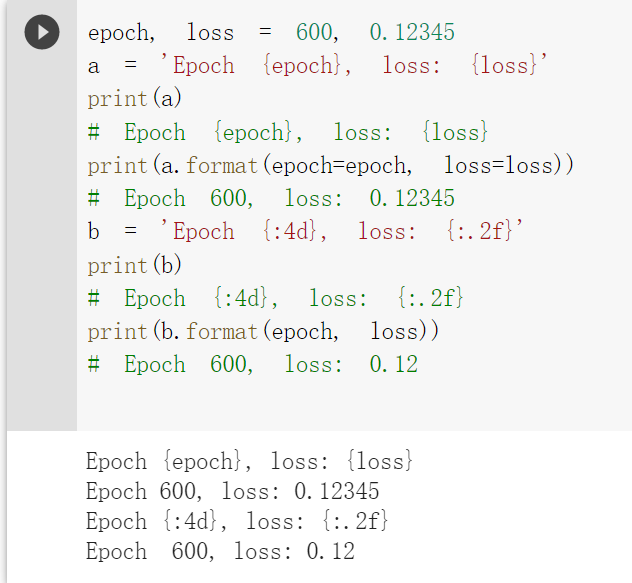 epoch, loss = 600, 0.12345
a = 'Epoch {epoch}, loss: {loss}'
print(a)
# Epoch {epoch}, loss: {loss}
print(a.format(epoch=epoch, loss=loss))
# Epoch 600, loss: 0.12345
b = 'Epoch {:4d}, loss: {:.2f}'
print(b)
# Epoch {:4d}, loss: {:.2f}
print(b.format(epoch, loss))
# Epoch 600, loss: 0.12
Epoch {epoch}, loss: {loss}
Epoch 600, loss: 0.12345
Epoch {:4d}, loss: {:.2f}
Epoch  600, loss: 0.12